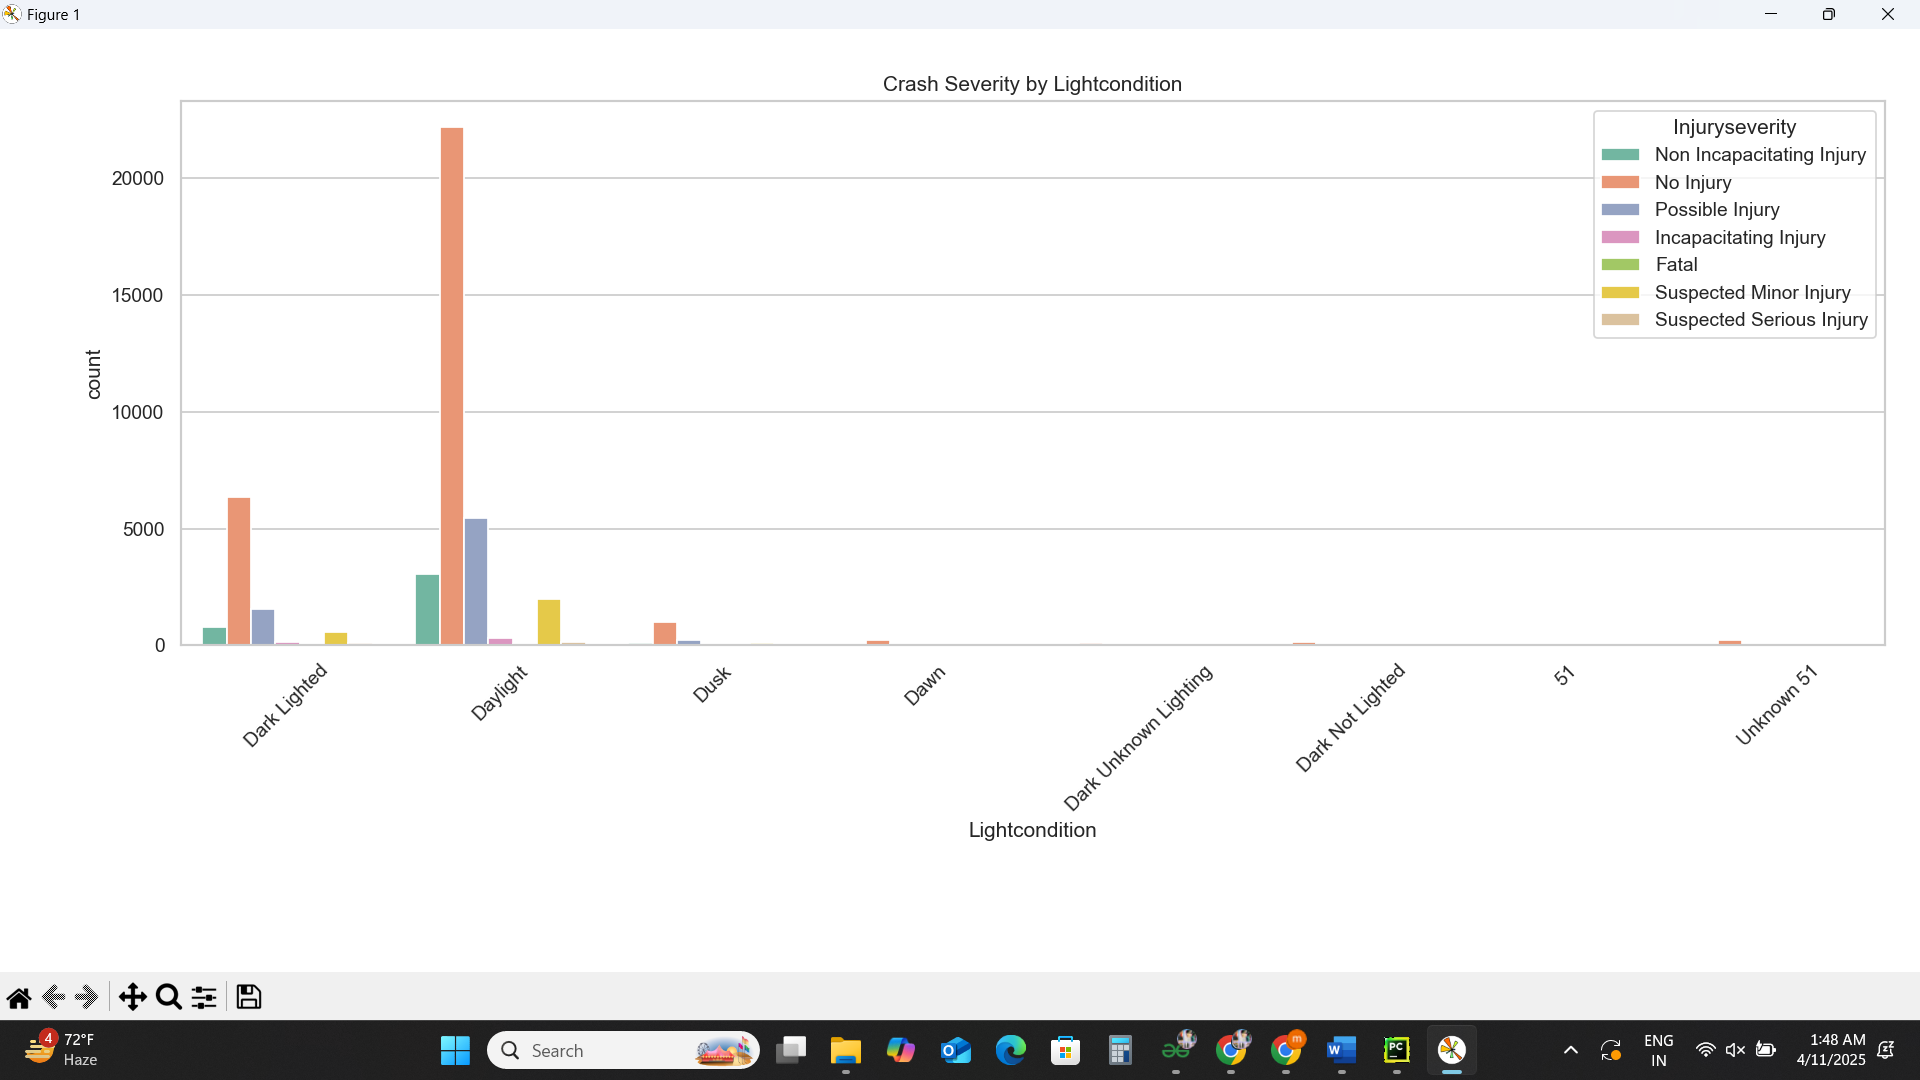 Figure 1
Crash Severity by Lightcondition
Injuryseverity
Non Incapacitating Injury
No Injury
Possible Injury
Incapacitating Injury
Fatal
Suspected Minor Injury
Suspected Serious Injury
count
20000
15000
10000
5000
0
Dark Lighted
Daylight
Dusk
Dawn
Dark Unknown Lighting
Dark Not Lighted
51
Unknown 51
Lightcondition
4
72°F
Haze
Search
m
W
PC
ENG
IN
1:48 AM
4/11/2025